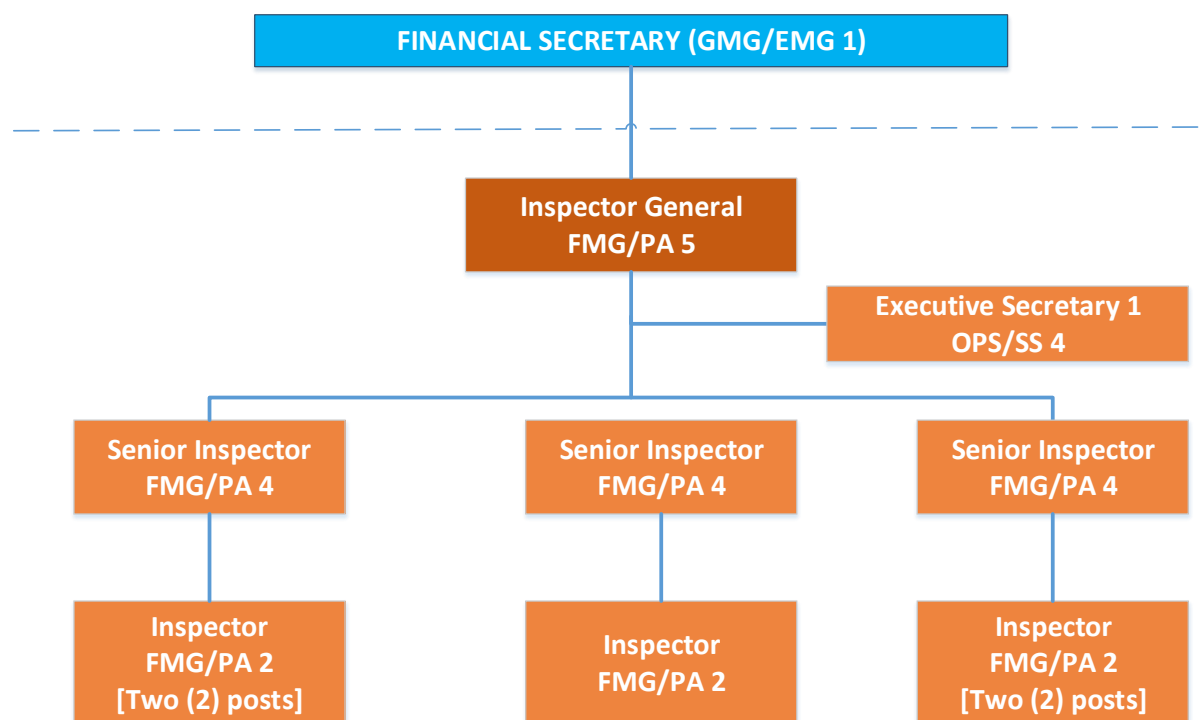 FINANCIAL SECRETARY (GMG/EMG 1)
Inspector General
FMG/PA 5
Executive Secretary 1
OPS/SS 4
Senior Inspector
FMG/PA 4
Senior Inspector
FMG/PA 4
Senior Inspector
FMG/PA 4
Inspector
FMG/PA 2
[Two (2) posts]
Inspector
FMG/PA 2
Inspector
FMG/PA 2
[Two (2) posts]